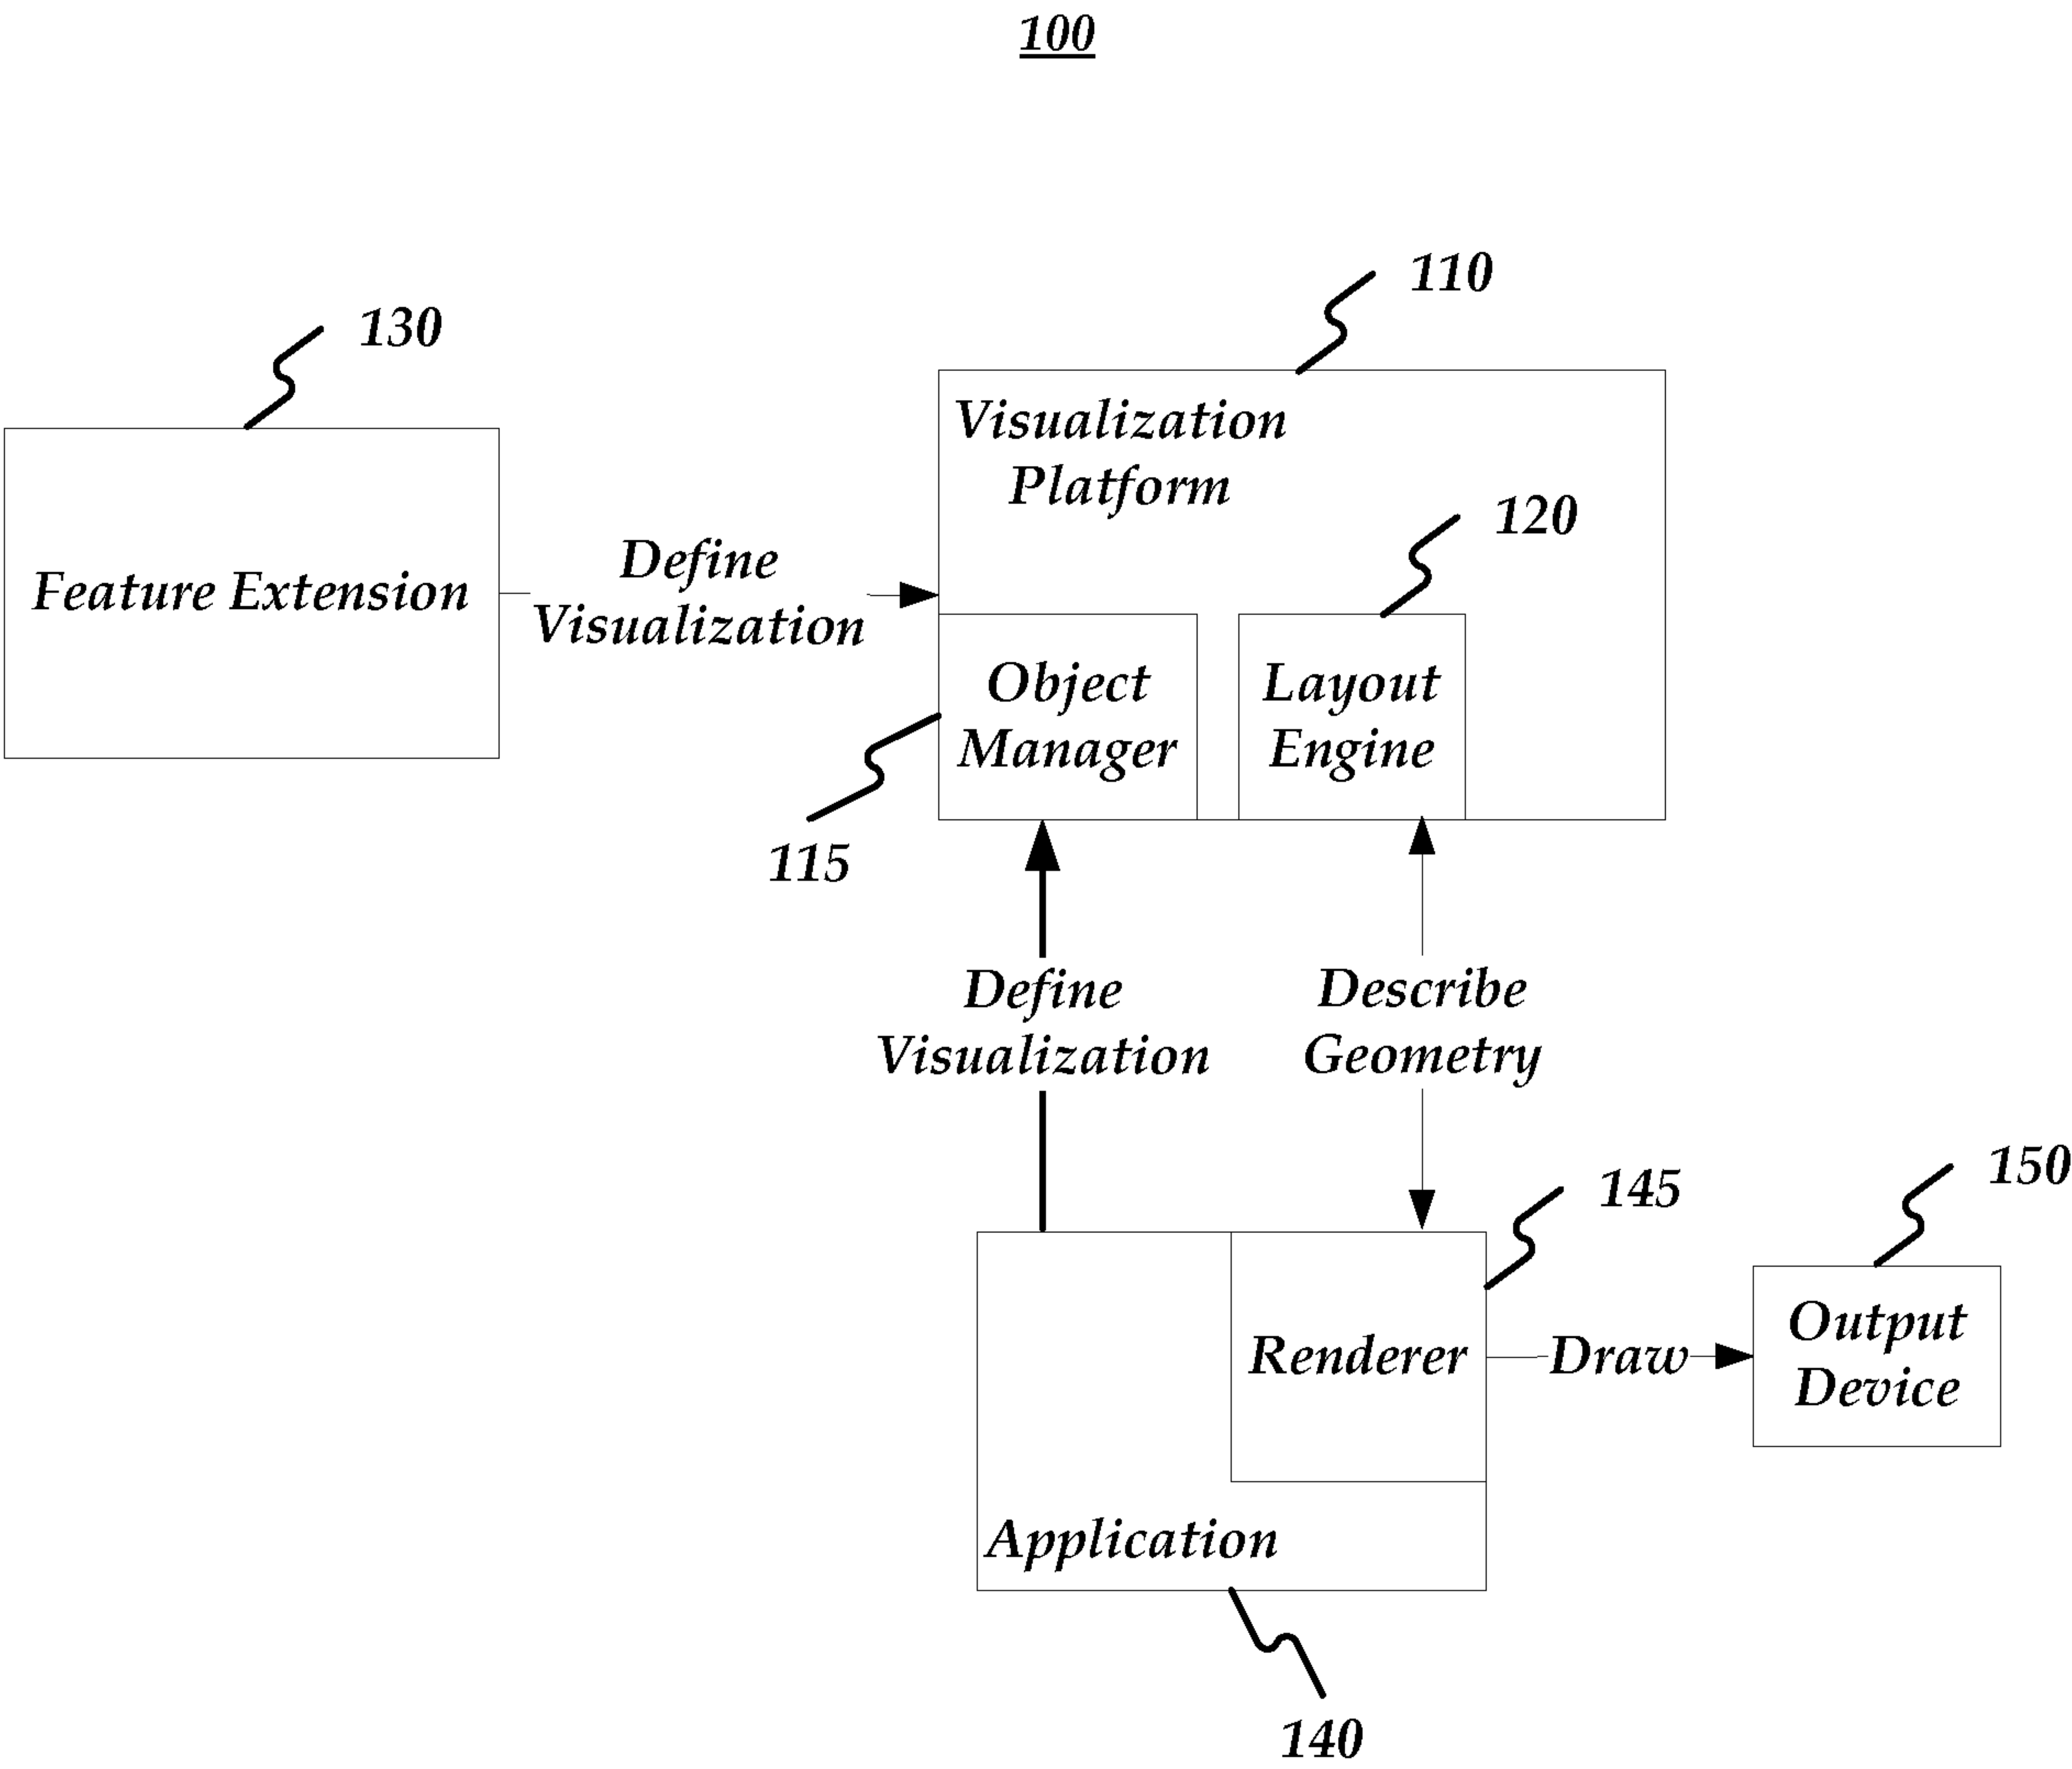 100
110
130
Visualization
Platform
120
Define
Visualization
Feature Extension
Object
Manager
Layout
Engine
115
Define
Visualization
Describe
Geometry
150
145
Output
Device
Renderer
Draw
Application
140